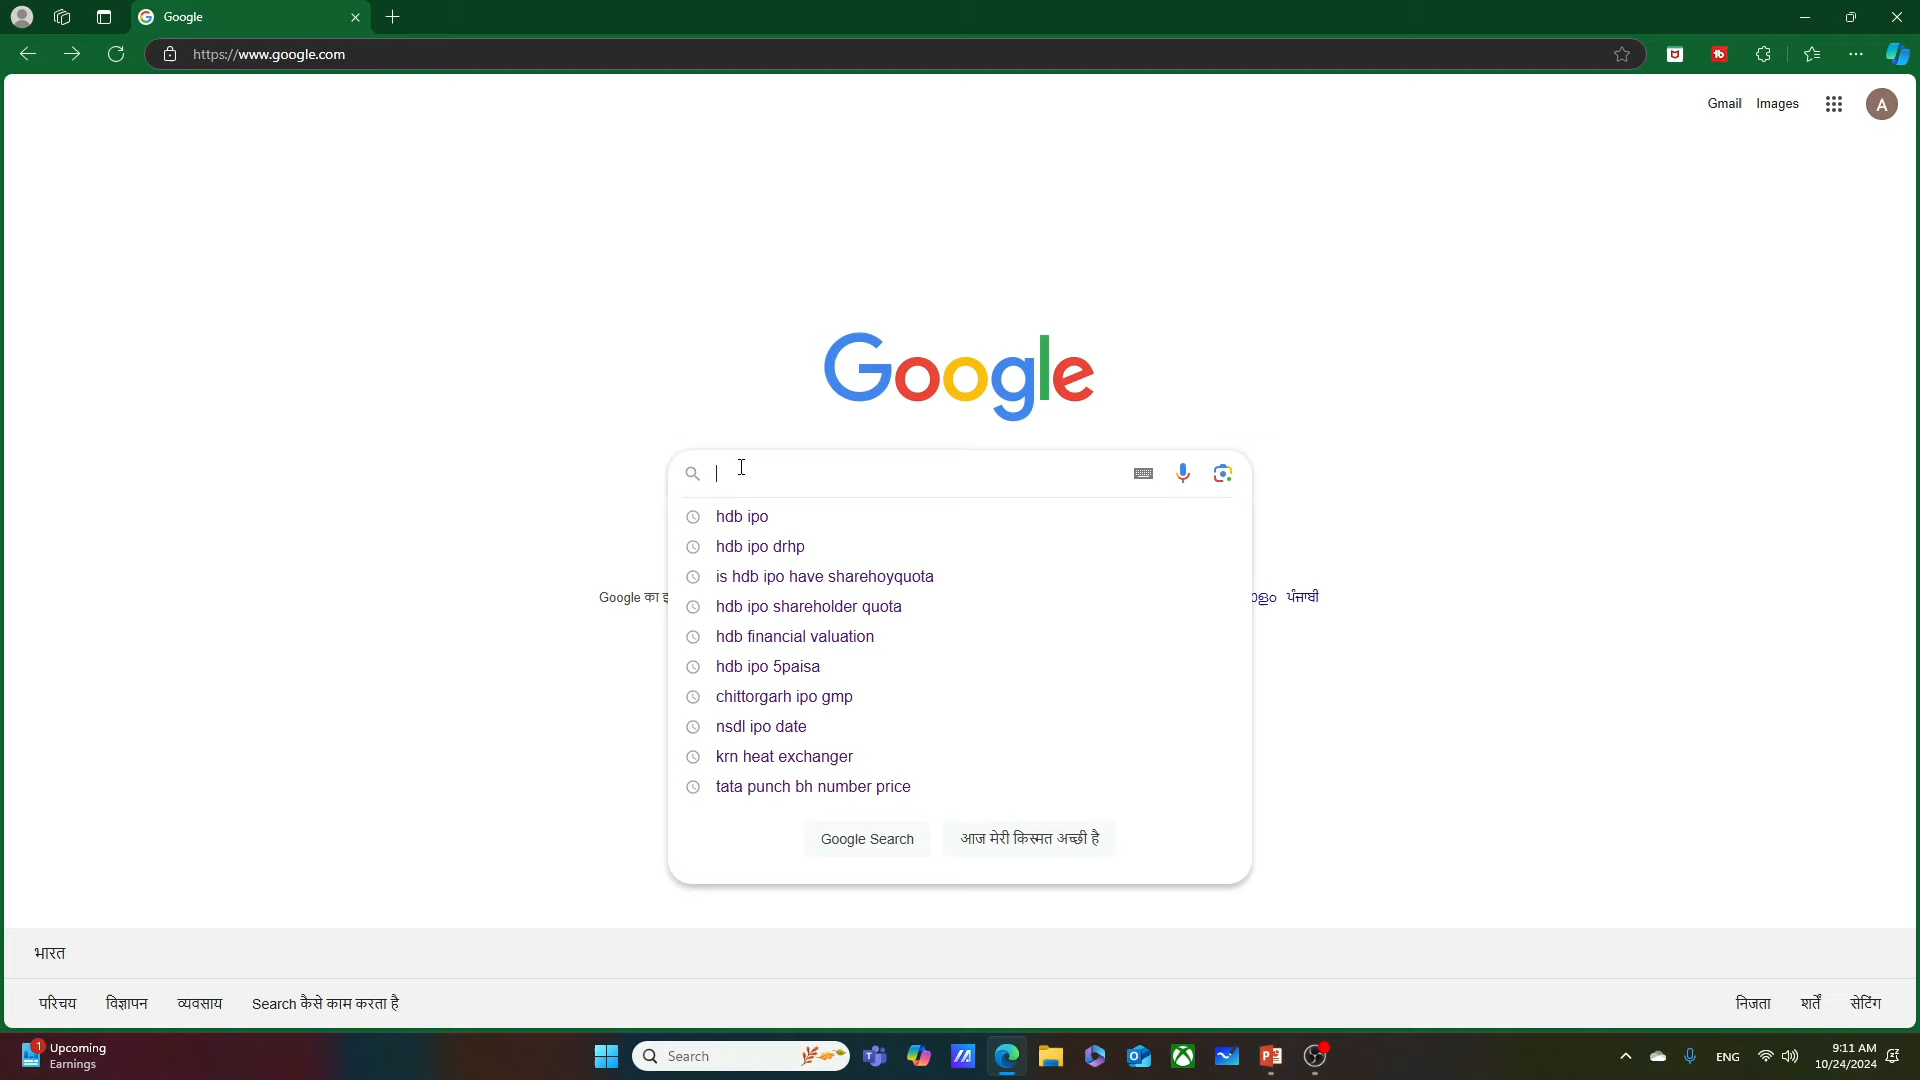 Google
https://www.google.com
Gmail Images
A
Google
hdb ipo
hdb ipo drhp
is hdb ipo have sharehoyquota
Google का
ਪੰਜਾਬੀ
hdb ipo shareholder quota
hdb financial valuation
hdb ipo 5paisa
chittorgarh ipo gmp
nsdl ipo date
krn heat exchanger
tata punch bh number price
Google Search आज मेरी किस्मत अच्छी है
भारत
परिचय विज्ञापन व्यवसाय Search कैसे काम करता है निजता शर्तें सेटिंग
1 Upcoming
Earnings
Search
ENG
9:11 AM
10/24/2024